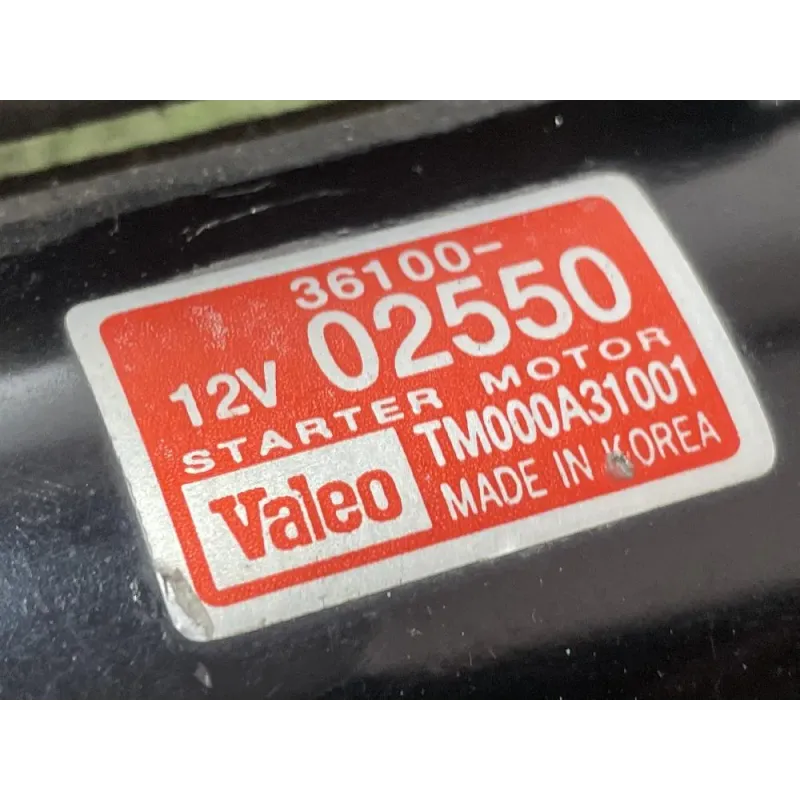 36100-
12V 02550
STARTER MOTOR
Valeo TM000A31001
MADE IN KOREA